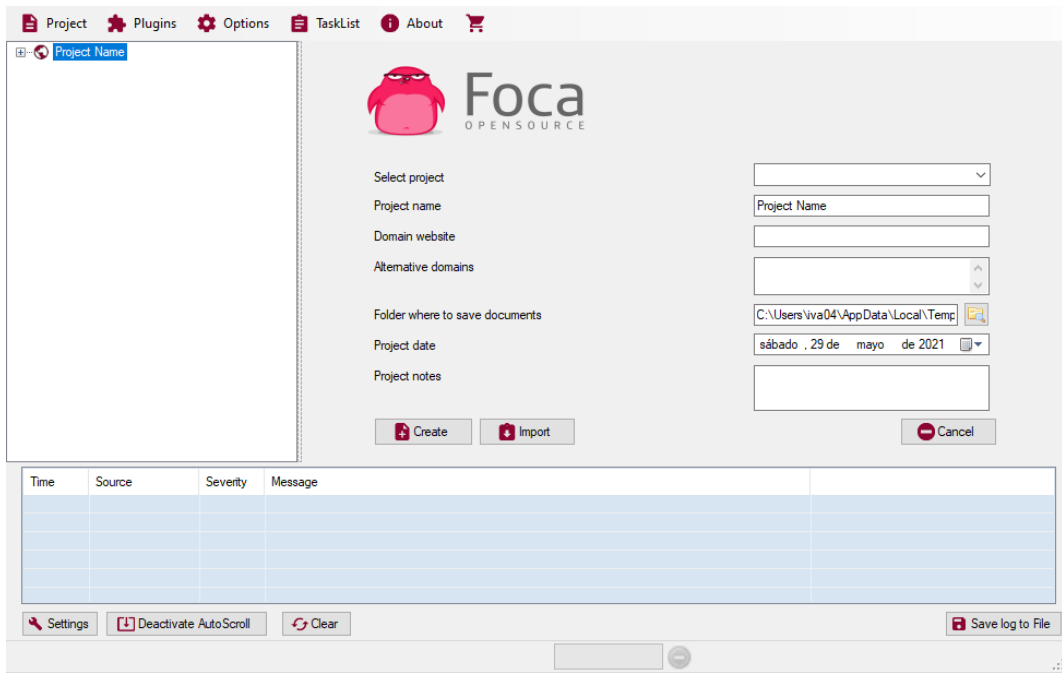 Project Plugins Options TaskList About
Project Name
Foca
OPENSOURCE
Select project
Project name Project Name
Domain website
Alternative domains
Folder where to save documents C:\Users\iva04\AppData\Local\Temp
Project date sábado , 29 de mayo de 2021
Project notes
Create Import Cancel
Time Source Severity Message
Settings Deactivate AutoScroll Clear Save log to File